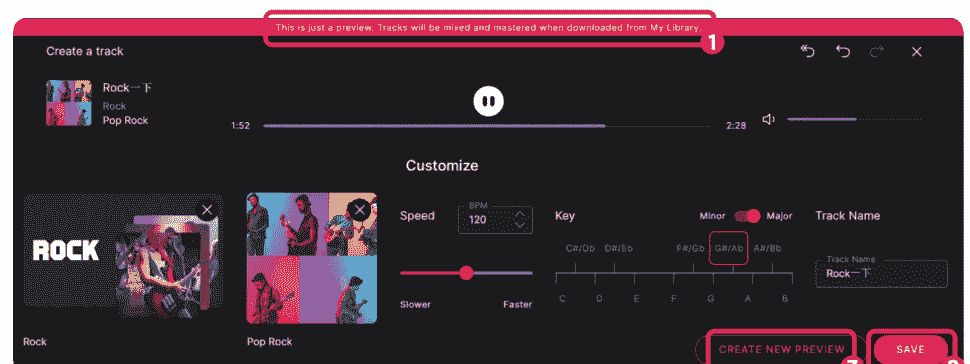 This is just a preview. Tracks will be mixed and mastered when downloaded from My Library.
1
Create a track
Rock一下
Rock
Pop Rock
1:52
2:28
Customize
ROCK
Speed
BPM
120
Key
Minor
Major
Track Name
C#/Db D#/Eb F#/Gb G#/Ab A#/Bb
Track Name
Rock一下
C D E F G A B
Slower
Faster
Rock
Pop Rock
CREATE NEW PREVIEW
SAVE